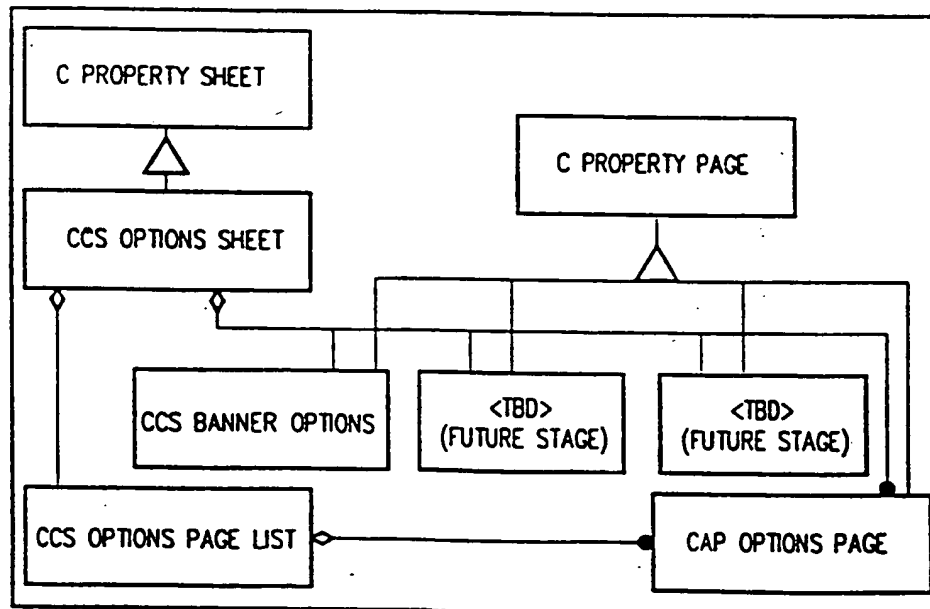 C PROPERTY SHEET
C PROPERTY PAGE
CCS OPTIONS SHEET
CCS BANNER OPTIONS
<TBD>
(FUTURE STAGE)
<TBD>
(FUTURE STAGE)
CCS OPTIONS PAGE LIST
CAP OPTIONS PAGE